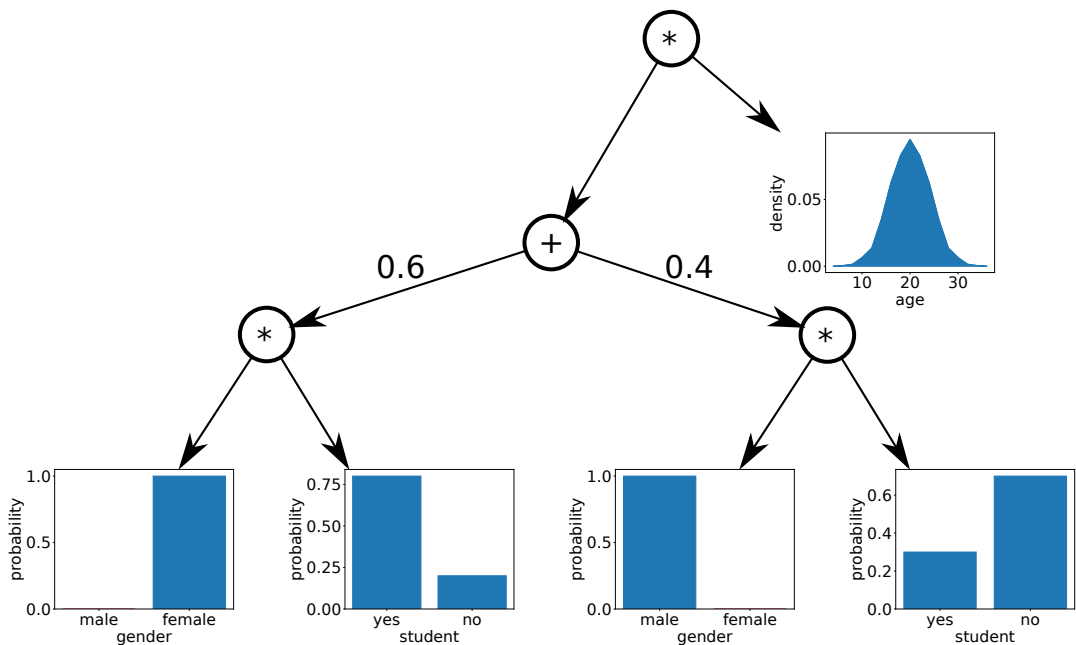 *
density
0.05
0.00
10 20 30
age
+
0.6
0.4
*
*
probability
1.0
0.5
0.0
male female
gender
probability
0.75
0.50
0.25
0.00
yes no
student
probability
1.0
0.5
0.0
male female
gender
probability
0.6
0.4
0.2
0.0
yes no
student